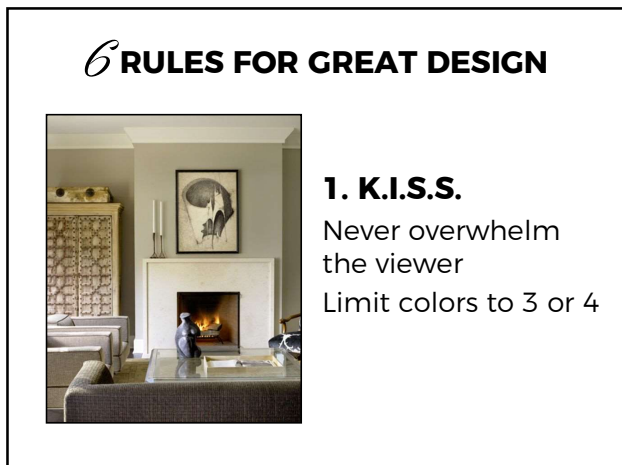 6 RULES FOR GREAT DESIGN
1. K.I.S.S.
Never overwhelm
the viewer
Limit colors to 3 or 4